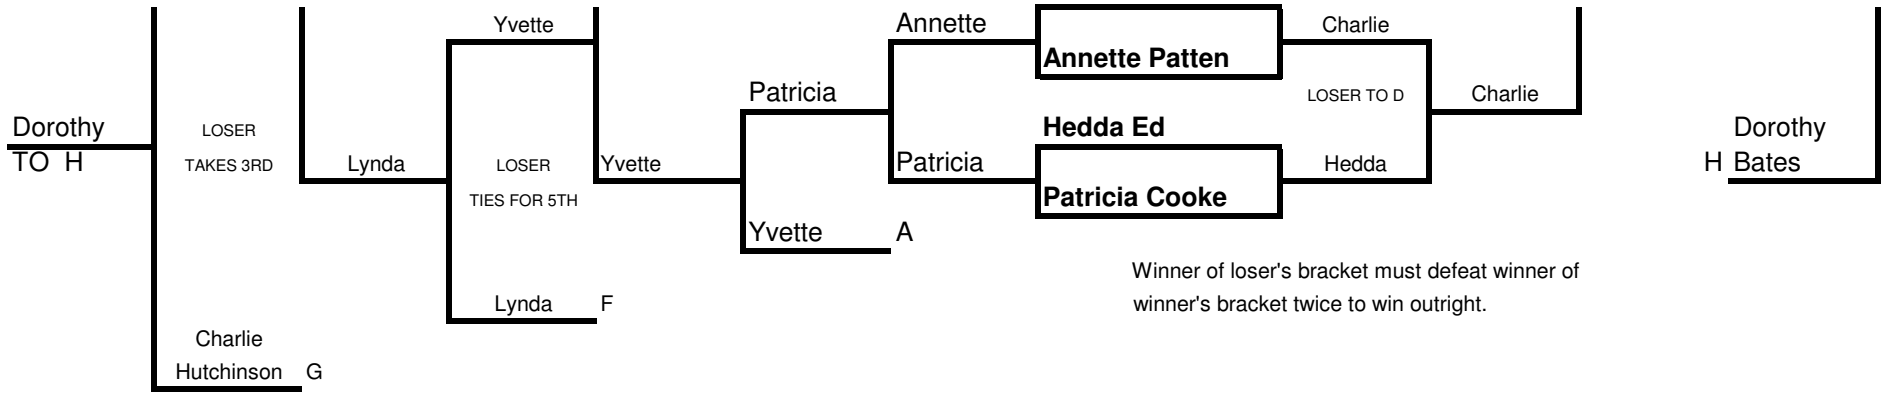 Yvette Annette Charlie
Annette Patten
Patricia LOSER TO D Charlie
Dorothy LOSER Hedda Ed Dorothy
TO H TAKES 3RD Lynda LOSER Yvette Patricia Hedda H Bates
TIES FOR 5TH Patricia Cooke
Yvette A
Winner of loser's bracket must defeat winner of
Lynda F winner's bracket twice to win outright.
Charlie
Hutchinson G